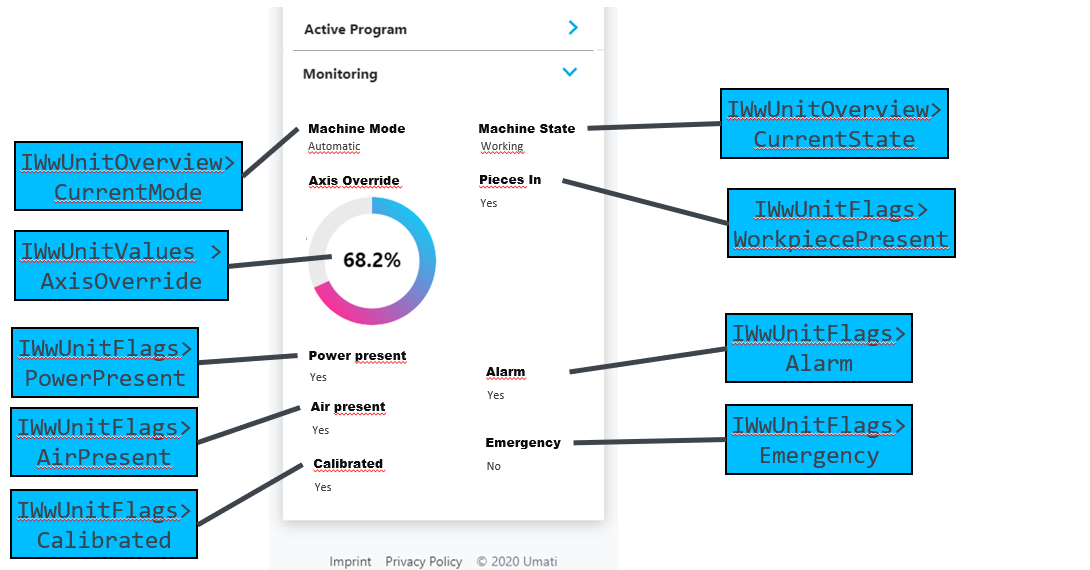 Active Program
Monitoring
Machine Mode
Automatic
Machine State
Working
Axis Override
68.2%
Pieces In
Yes
Power present
Yes
Air present
Yes
Calibrated
Yes
Alarm
Yes
Emergency
No
IWwUnitOverview>
CurrentMode
IWwUnitValues >
AxisOverride
IWwUnitFlags>
PowerPresent
IWwUnitFlags>
AirPresent
IWwUnitFlags>
Calibrated
IWwUnitOverview>
CurrentState
IWwUnitFlags>
WorkpiecePresent
IWwUnitFlags>
Alarm
IWwUnitFlags>
Emergency
Imprint Privacy Policy © 2020 Umati